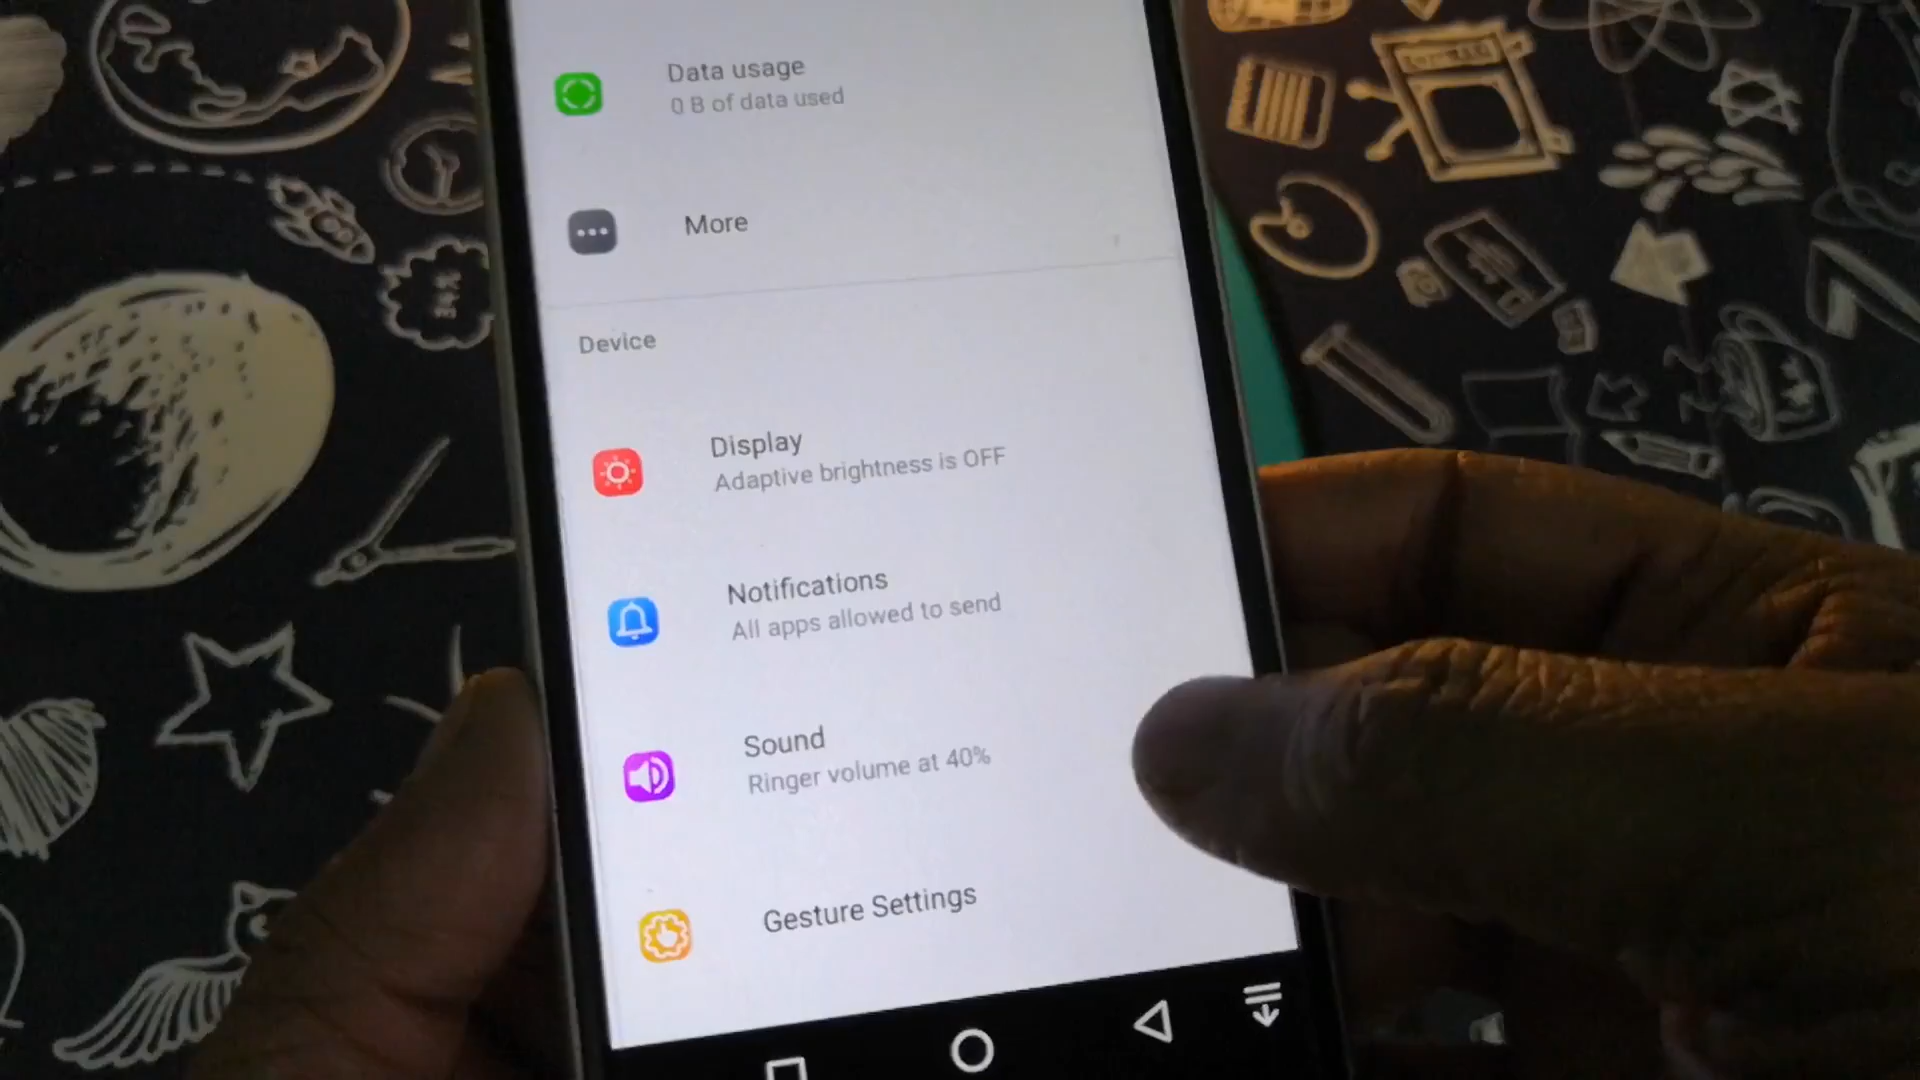 Data usage
0 B of data used
More
Device
Display
Adaptive brightness is OFF
Notifications
All apps allowed to send
Sound
Ringer volume at 40%
Gesture Settings